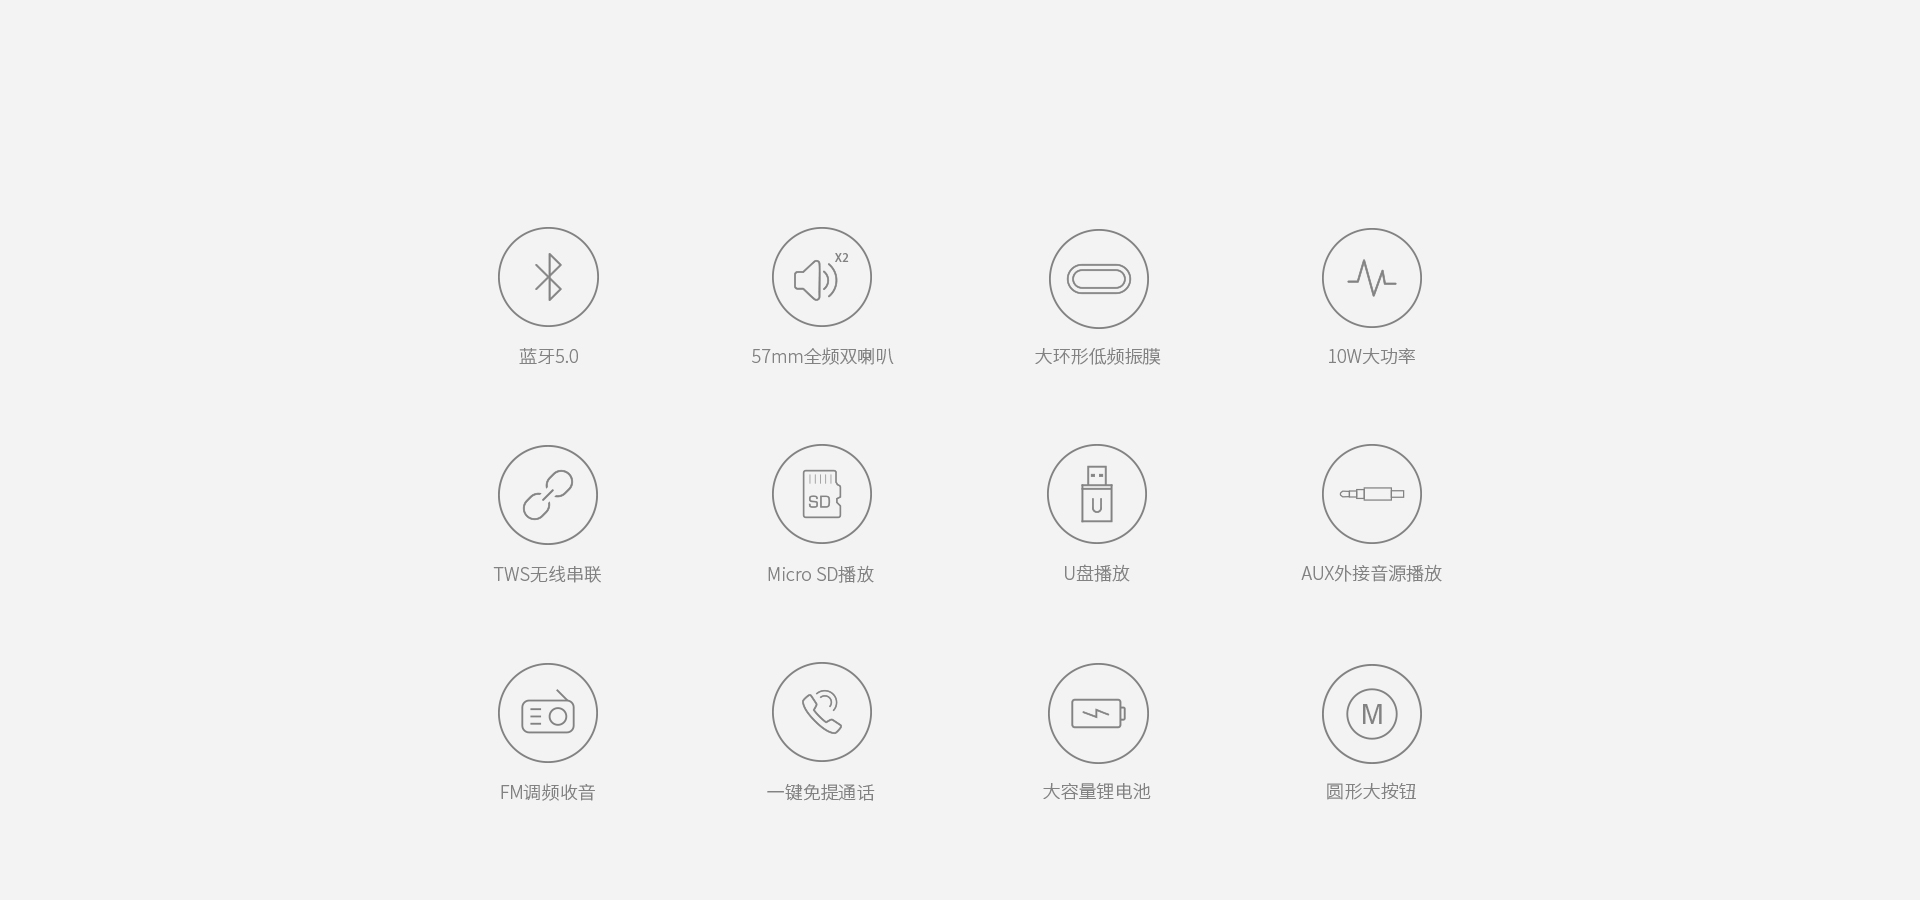 X2
蓝牙5.0
57mm全频双喇叭
大环形低频振膜
10W大功率
SD
U
TWS无线串联
Micro SD播放
U盘播放
AUX外接音源播放
M
FM调频收音
一键免提通话
大容量锂电池
圆形大按钮